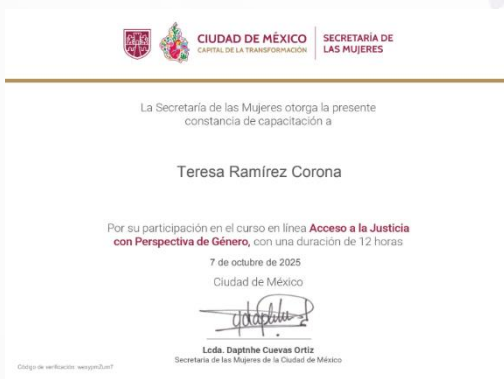 CIUDAD DE MÉXICO
CAPITAL DE LA TRANSFORMACIÓN
SECRETARÍA DE
LAS MUJERES
La Secretaría de las Mujeres otorga la presente
constancia de capacitación a
Teresa Ramírez Corona
Por su participación en el curso en línea Acceso a la Justicia
con Perspectiva de Género, con una duración de 12 horas
7 de octubre de 2025
Ciudad de México
Lcda. Daptnhe Cuevas Ortiz
Secretaria de las Mujeres de la Ciudad de México
Código de verificación: